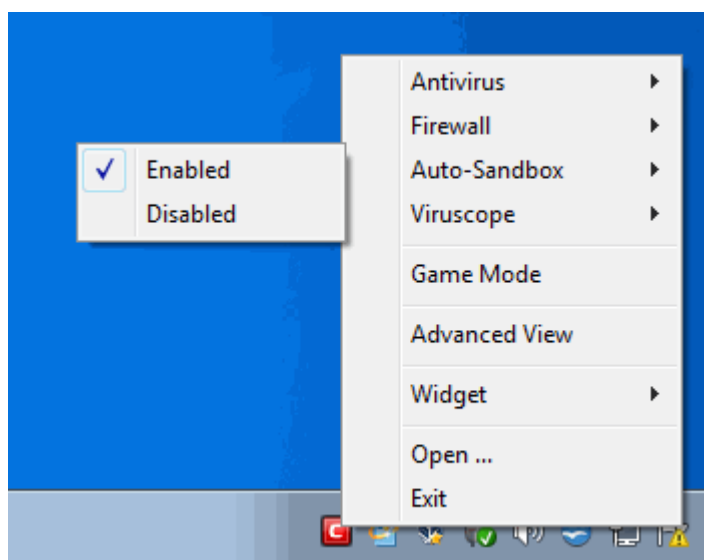 Antivirus
Firewall
Auto-Sandbox
Viruscope
Enabled
Disabled
Game Mode
Advanced View
Widget
Open ...
Exit
C